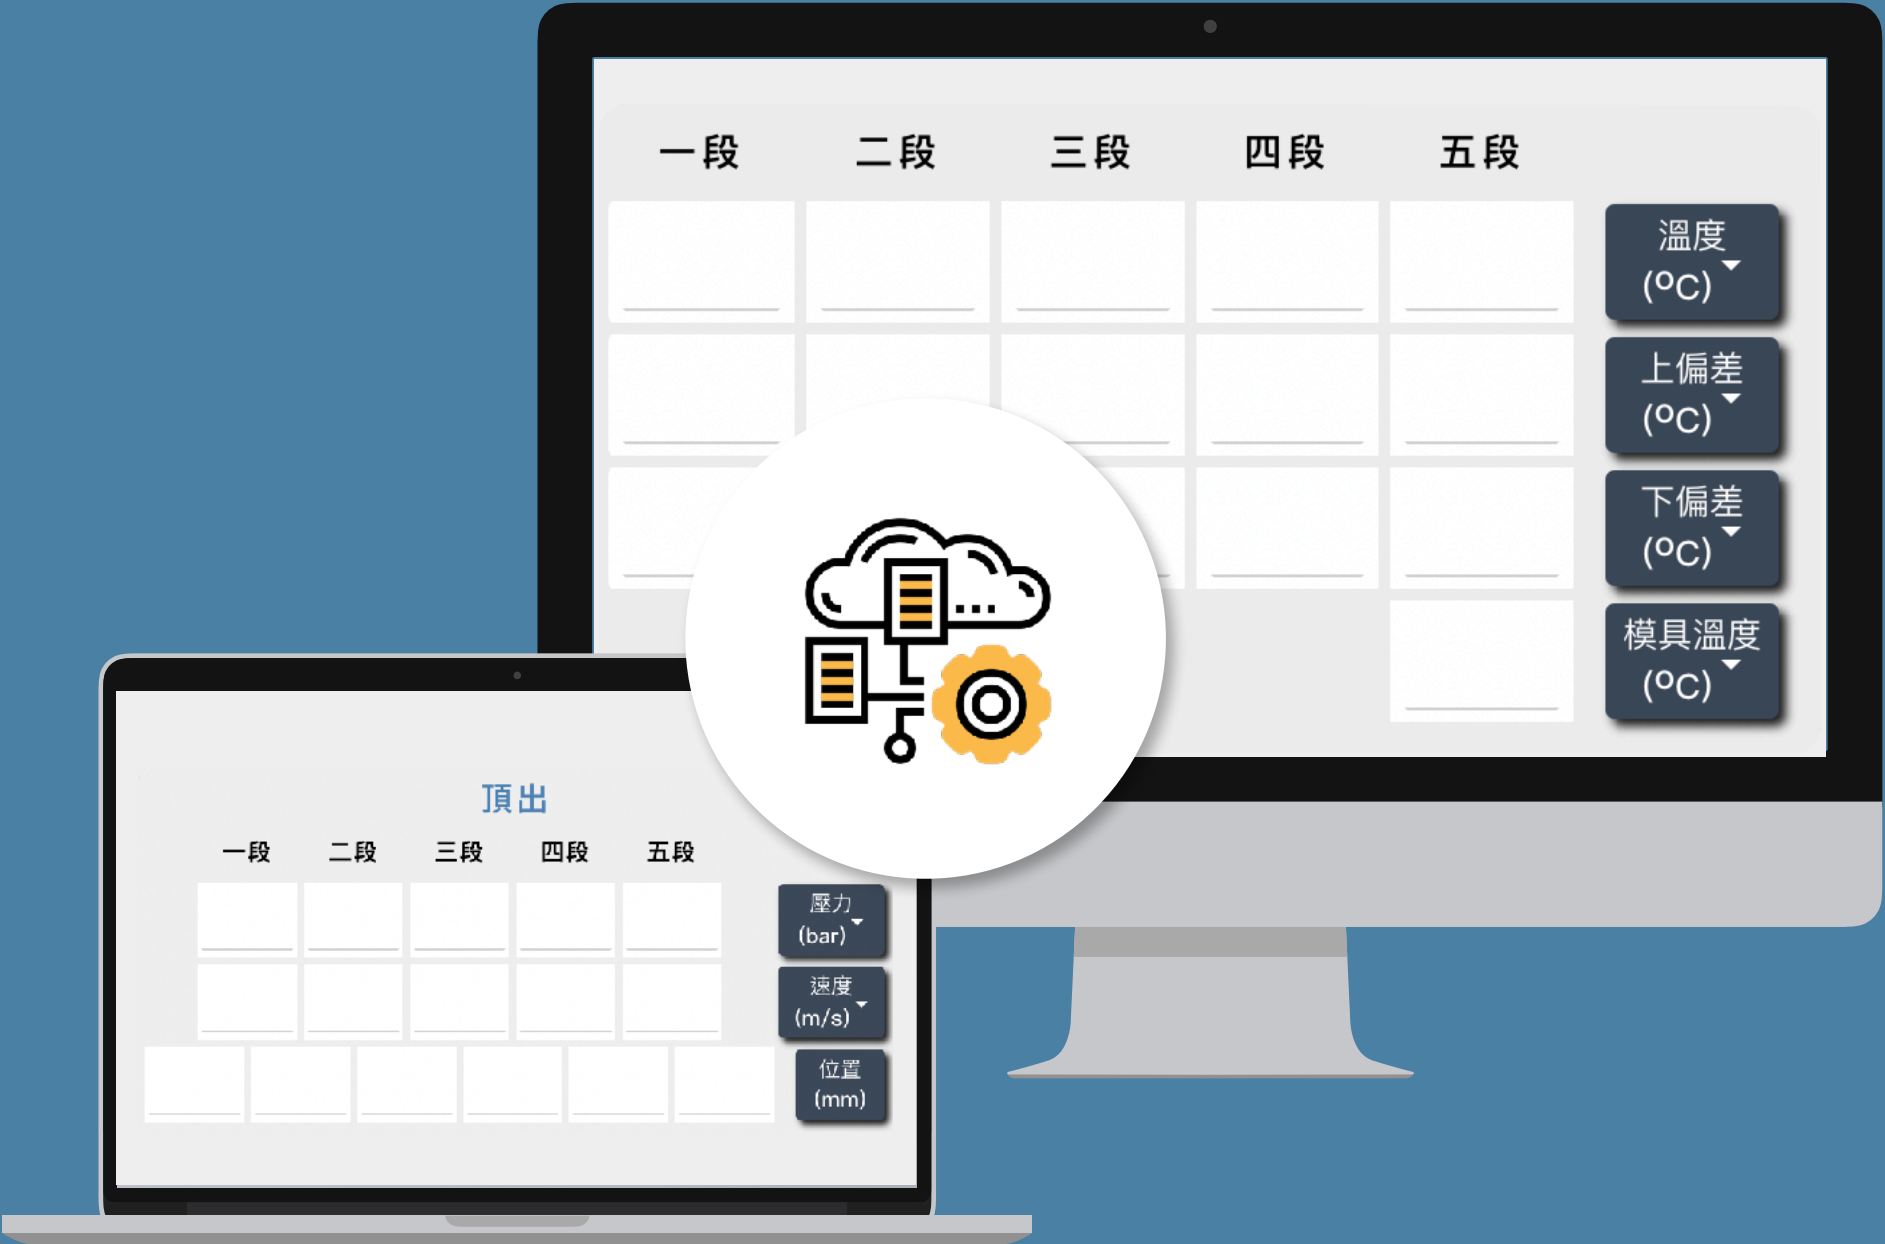 一段 二段 三段 四段 五段
溫度
(ºC)
上偏差
(ºC)
下偏差
(ºC)
模具溫度
(ºC)
頂出
一段 二段 三段 四段 五段
壓力
(bar)
速度
(m/s)
位置
(mm)